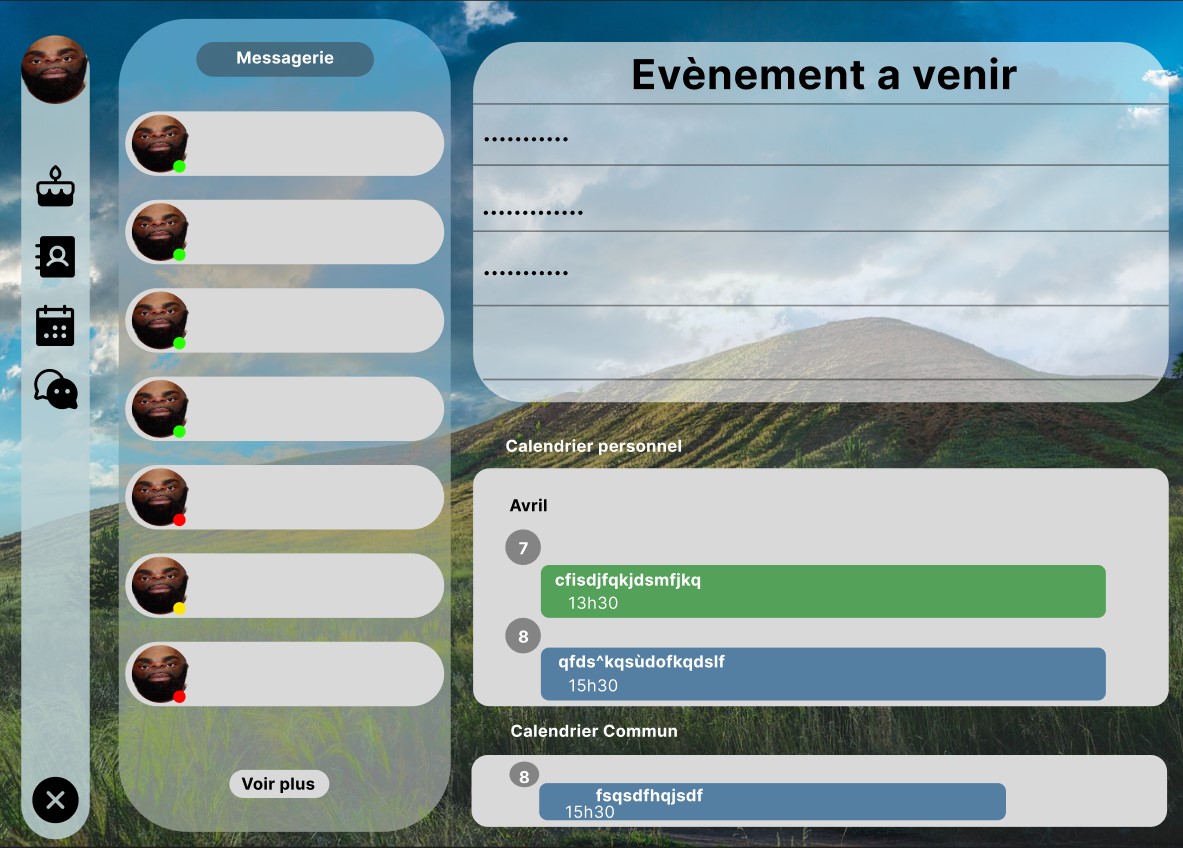 Messagerie
Voir plus
Evènement a venir
...........
.............
...........
Calendrier personnel
Avril
7
cfisdjfqkjdsmfjkq
13h30
8
qfds^kqsùdofkqdslf
15h30
Calendrier Commun
8
fsqsdfhqjsdf
15h30